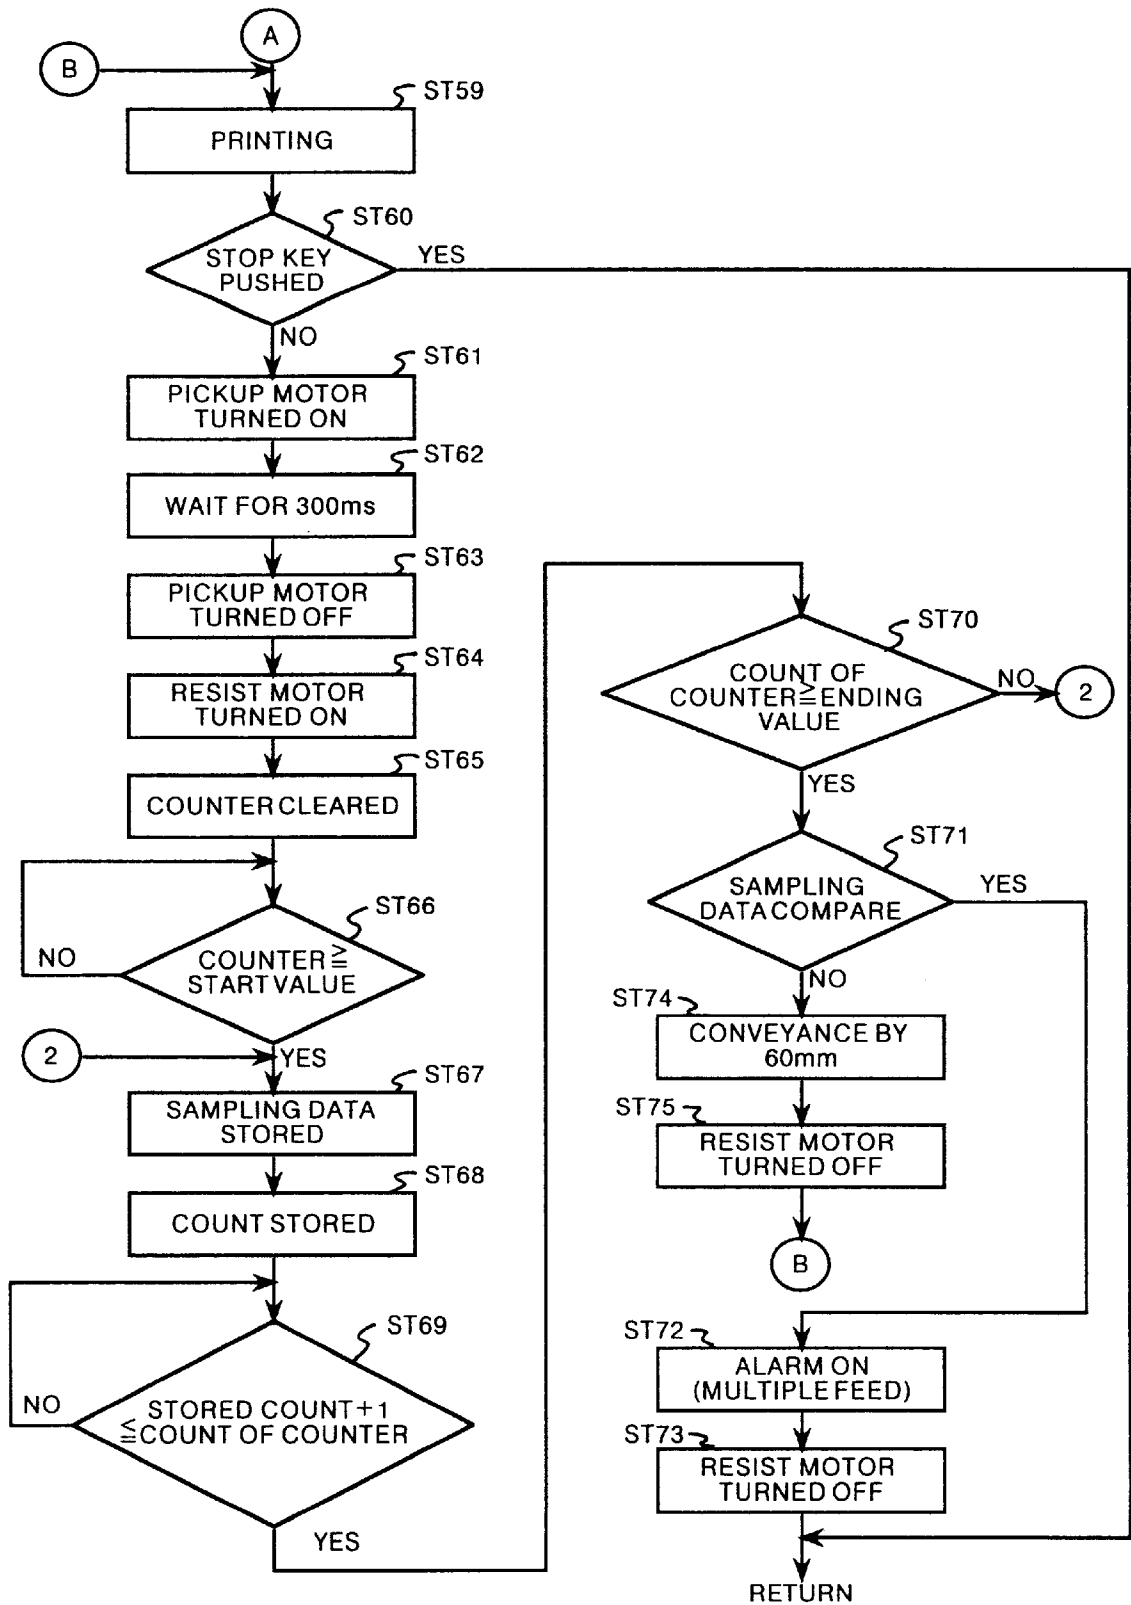 A
B
ST59
PRINTING
ST60
STOP KEY
PUSHED
YES
NO
ST61
PICKUP MOTOR
TURNED ON
ST62
WAIT FOR 300ms
ST63
PICKUP MOTOR
TURNED OFF
ST64
RESIST MOTOR
TURNED ON
ST65
COUNTER CLEARED
ST66
COUNTER ≧
START VALUE
NO
2
YES
ST67
SAMPLING DATA
STORED
ST68
COUNT STORED
ST69
STORED COUNT+1
≦COUNT OF COUNTER
NO
YES
ST70
COUNT OF
COUNTER≧ENDING
VALUE
NO
2
YES
ST71
SAMPLING
DATA COMPARE
YES
NO
ST74
CONVEYANCE BY
60mm
ST75
RESIST MOTOR
TURNED OFF
B
ST72
ALARM ON
(MULTIPLE FEED)
ST73
RESIST MOTOR
TURNED OFF
RETURN